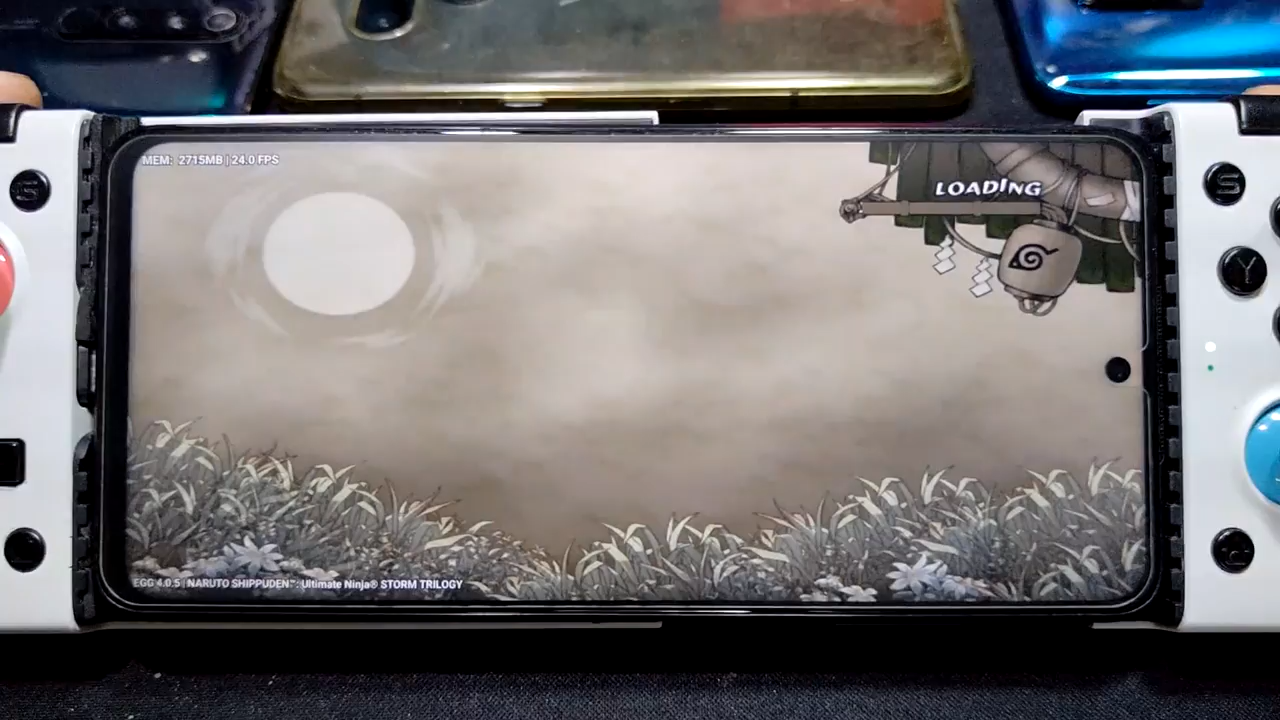 MEM: 2715MB | 24.0 FPS
LOADING
S
S
Y
EGG 4.0.5 | NARUTO SHIPPUDEN™: Ultimate Ninja® STORM TRILOGY